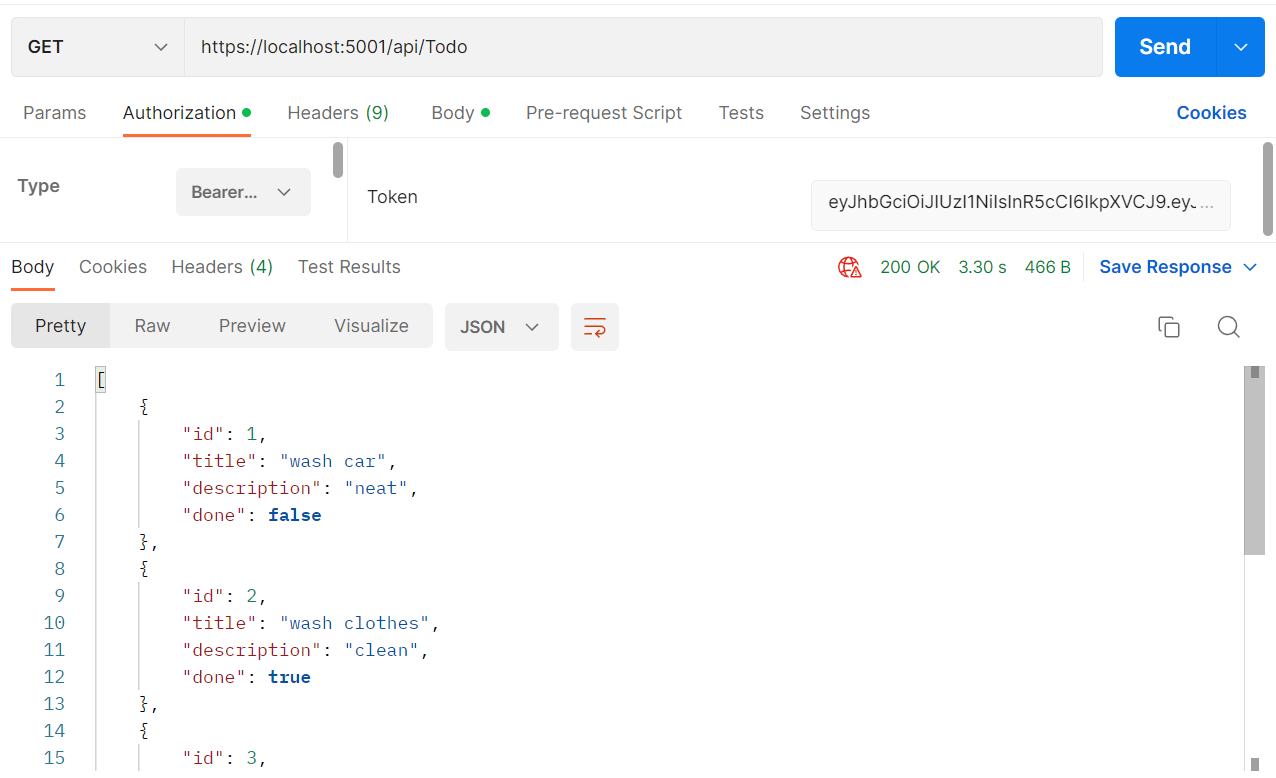 GET https://localhost:5001/api/Todo Send
Params Authorization Headers (9) Body Pre-request Script Tests Settings Cookies
Type Bearer... Token eyJhbGciOiJIUzI1NiIsInR5cCI6IkpXVCJ9.eyJ...
Body Cookies Headers (4) Test Results 200 OK 3.30 s 466 B Save Response
Pretty Raw Preview Visualize JSON
1 [
2 {
3 "id": 1,
4 "title": "wash car",
5 "description": "neat",
6 "done": false
7 },
8 {
9 "id": 2,
10 "title": "wash clothes",
11 "description": "clean",
12 "done": true
13 },
14 {
15 "id": 3,